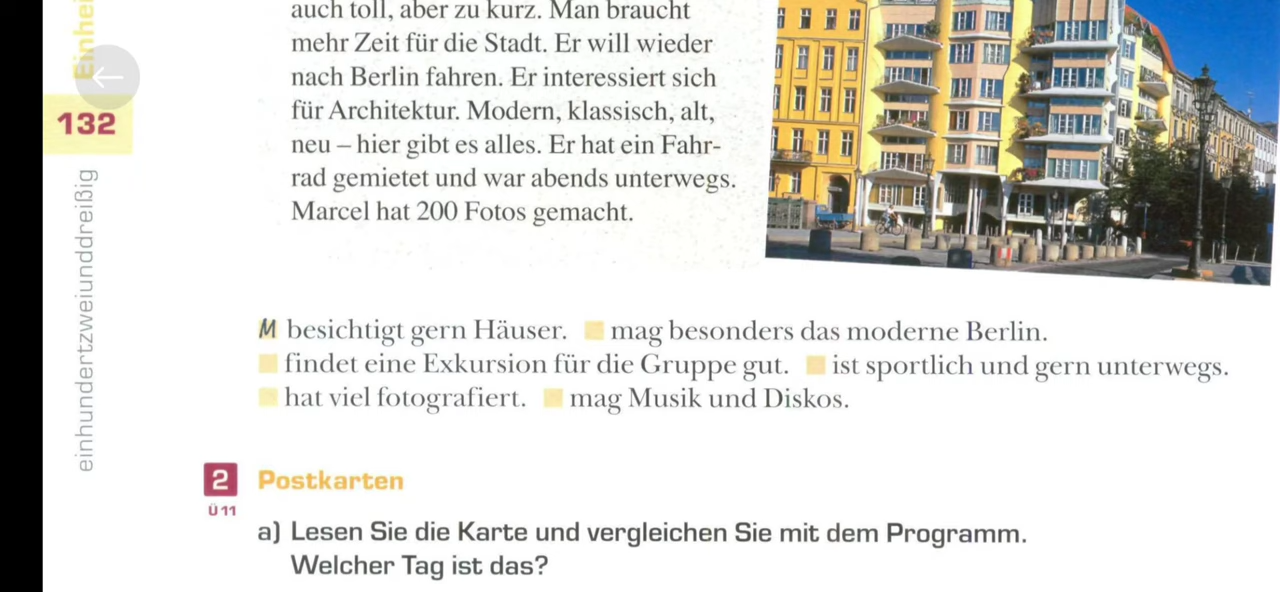 auch toll, aber zu kurz. Man braucht
mehr Zeit für die Stadt. Er will wieder
nach Berlin fahren. Er interessiert sich
für Architektur. Modern, klassisch, alt,
neu – hier gibt es alles. Er hat ein Fahr-
rad gemietet und war abends unterwegs.
Marcel hat 200 Fotos gemacht.
M besichtigt gern Häuser. mag besonders das moderne Berlin.
findet eine Exkursion für die Gruppe gut. ist sportlich und gern unterwegs.
hat viel fotografiert. mag Musik und Diskos.
2 Postkarten
Ü 11
a) Lesen Sie die Karte und vergleichen Sie mit dem Programm.
Welcher Tag ist das?
132
einhundertzweiunddreißig